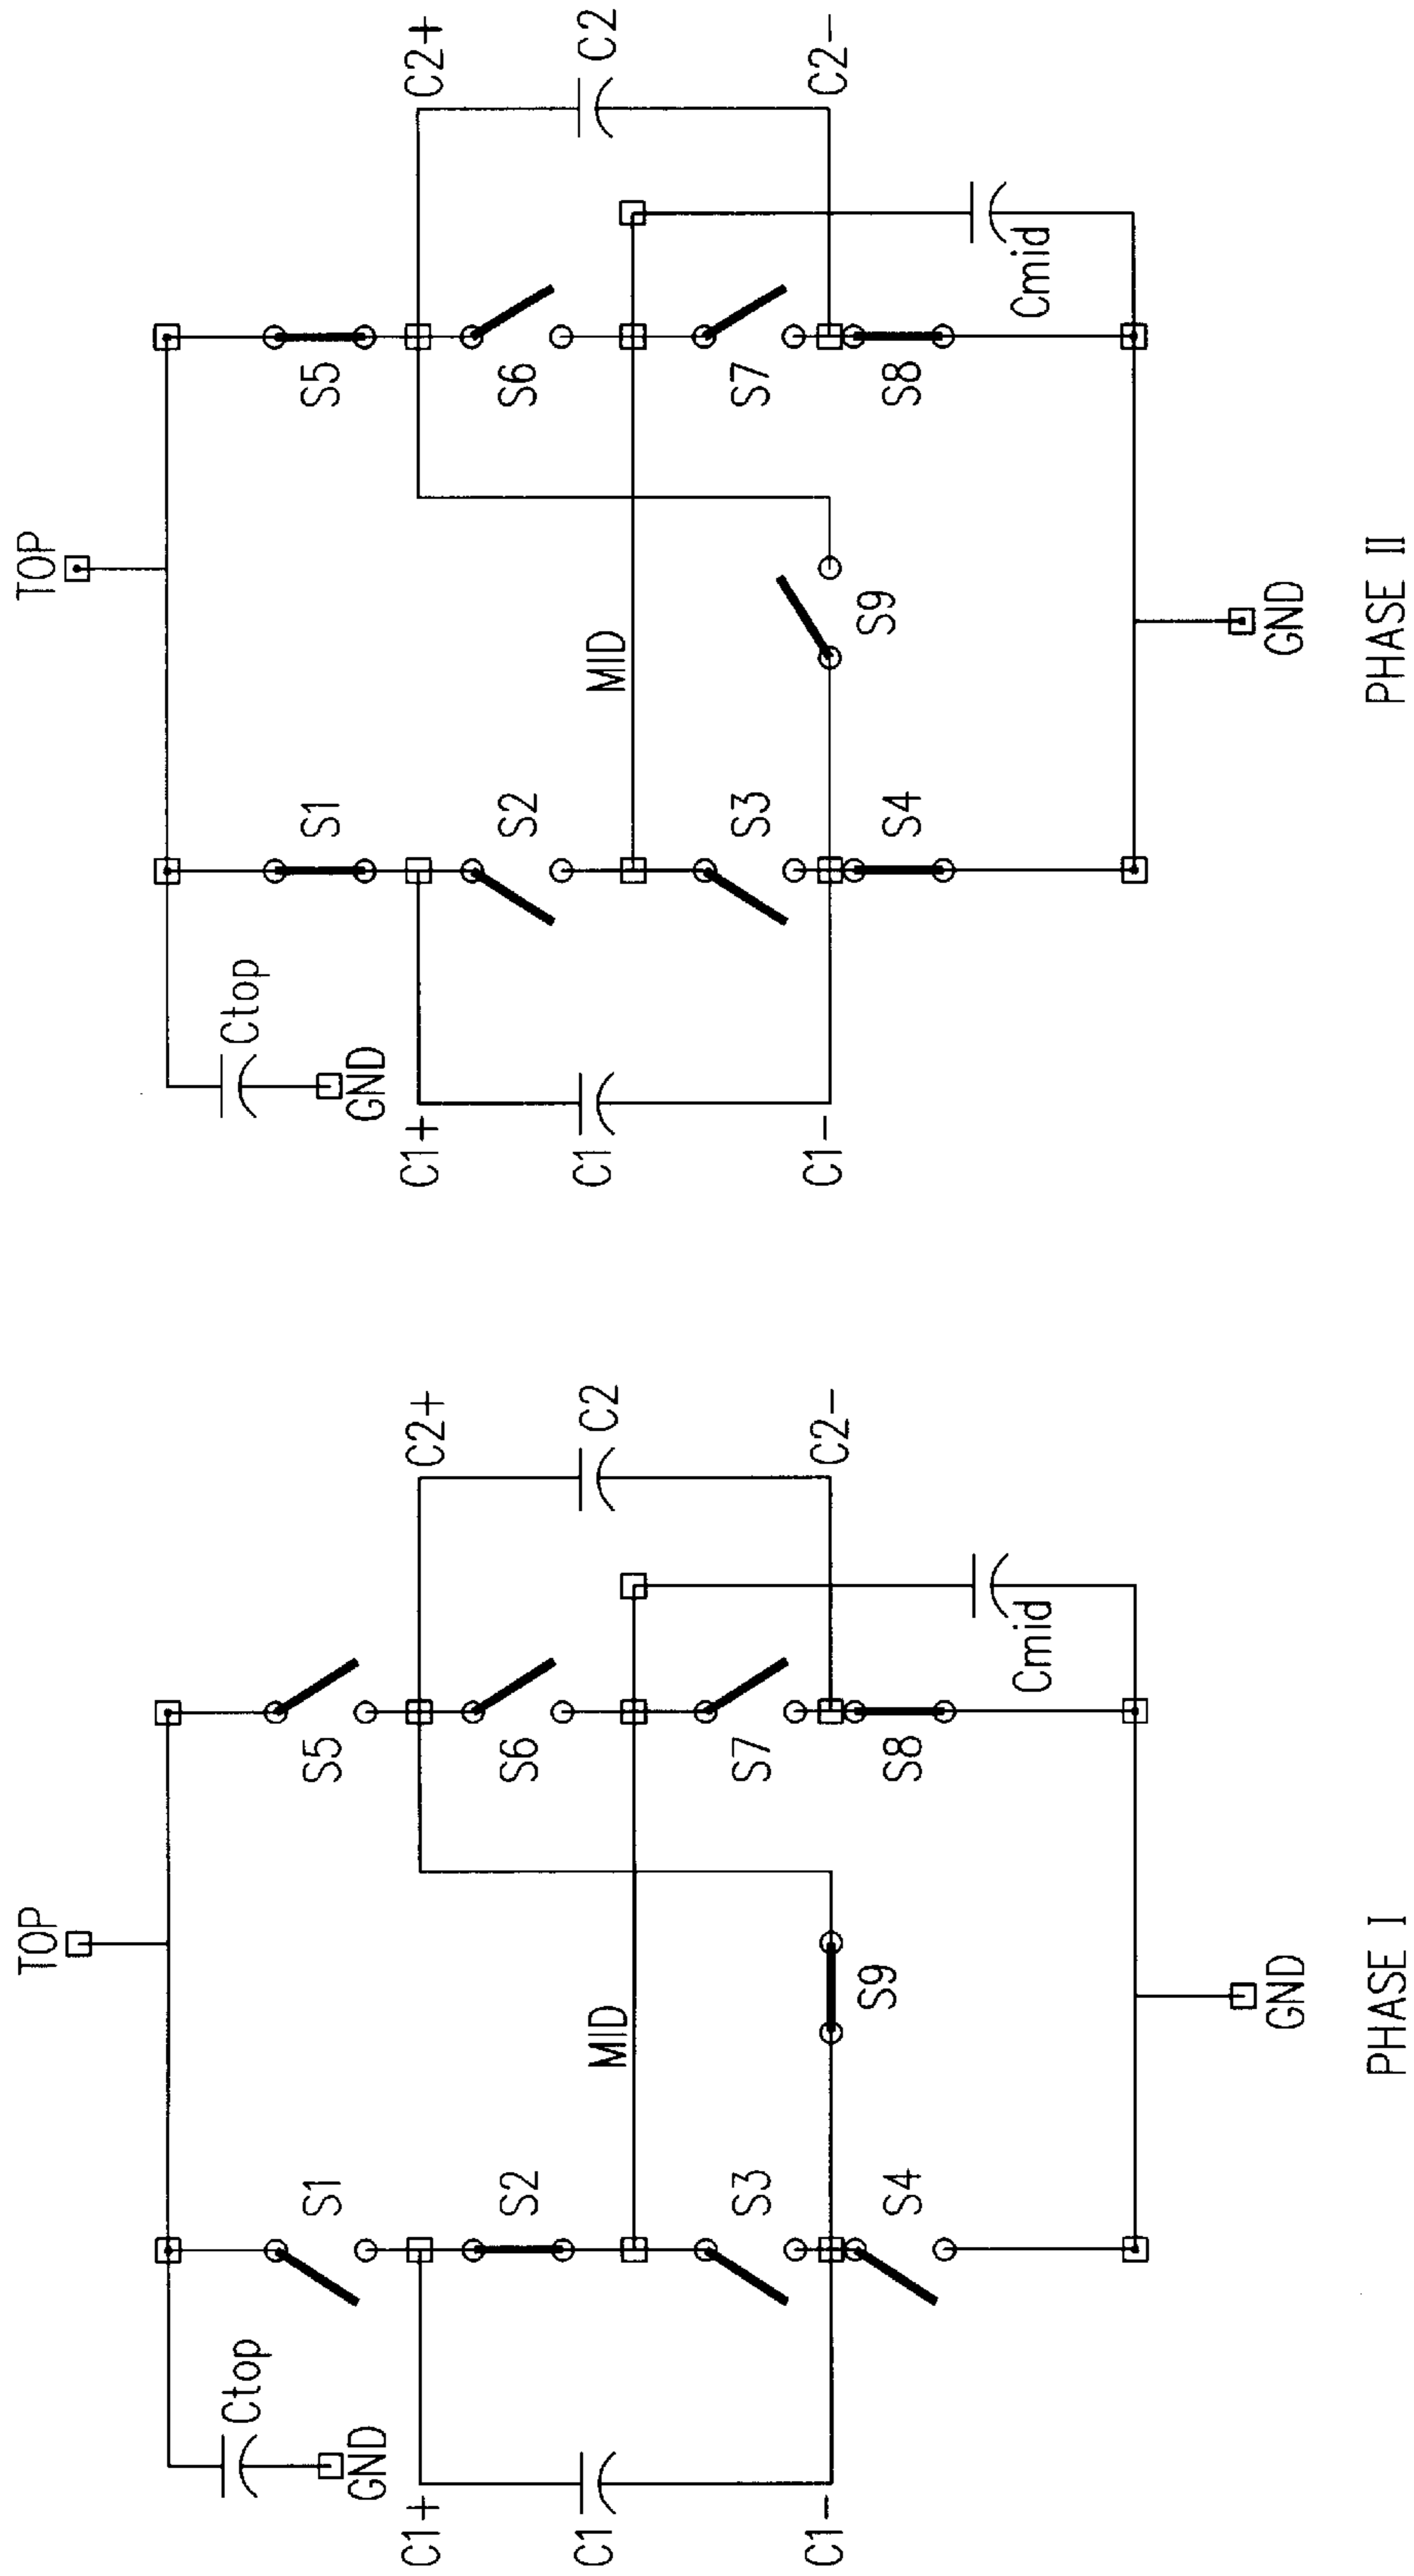 TOP
Ctop
GND
S1
S5
C1+
C2+
S2
S6
C1
MID
C2
S3
S7
C1-
C2-
S9
S4
S8
Cmid
GND
PHASE I
TOP
Ctop
GND
S1
S5
C1+
C2+
S2
S6
C1
MID
C2
S3
S7
C1-
C2-
S9
S4
S8
Cmid
GND
PHASE II